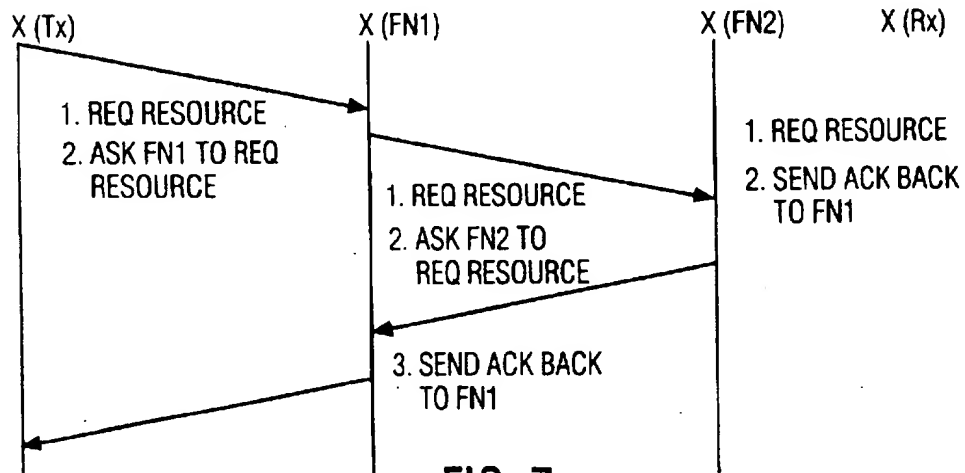 X (Tx)
X (FN1)
X (FN2)
X (Rx)
1. REQ RESOURCE
2. ASK FN1 TO REQ
RESOURCE
1. REQ RESOURCE
2. ASK FN2 TO
REQ RESOURCE
3. SEND ACK BACK
TO FN1
1. REQ RESOURCE
2. SEND ACK BACK
TO FN1